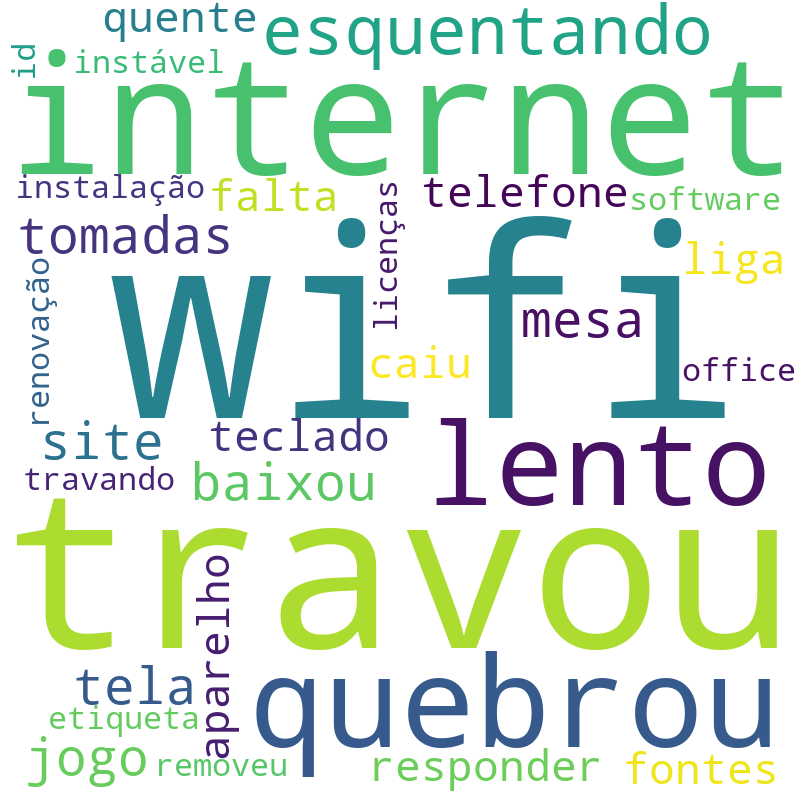 quente
esquentando
id
instável
internet
instalação
falta
licenças
telefone
software
tomadas
wifi
liga
renovação
mesa
caiu
office
site
teclado
lento
travando
baixou
travou
aparelho
tela
quebrou
etiqueta
jogo
removeu
responder
fontes